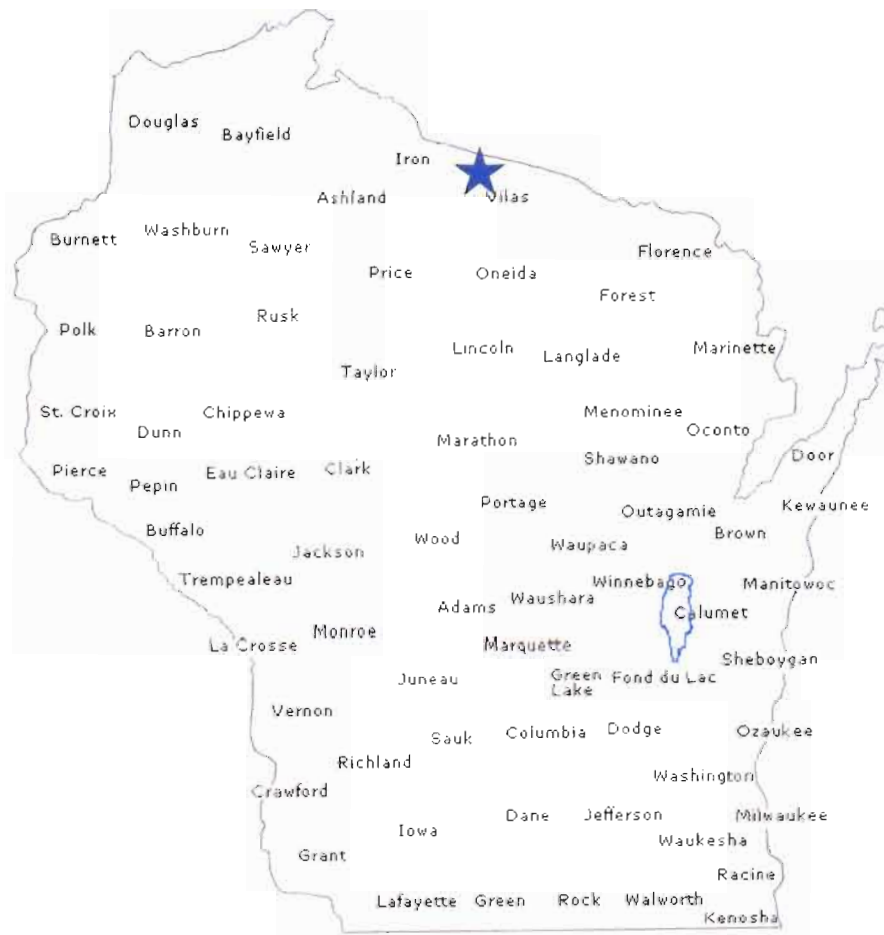 Douglas
Bayfield
Iron
Ashland
Vilas
Burnett
Washburn
Sawyer
Florence
Price
Oneida
Forest
Polk
Barron
Rusk
Lincoln
Langlade
Marinette
Taylor
St. Croix
Dunn
Chippewa
Menominee
Oconto
Marathon
Pierce
Pepin
Eau Claire
Clark
Shawano
Door
Portage
Outagamie
Kewaunee
Buffalo
Jackson
Wood
Waupaca
Brown
Trempealeau
Winnebago
Manitowoc
Adams
Waushara
Calumet
La Crosse
Monroe
Marquette
Sheboygan
Juneau
Green
Lake
Fond du Lac
Vernon
Sauk
Columbia
Dodge
Ozaukee
Richland
Washington
Crawford
Iowa
Dane
Jefferson
Milwaukee
Waukesha
Grant
Racine
Lafayette
Green
Rock
Walworth
Kenosha